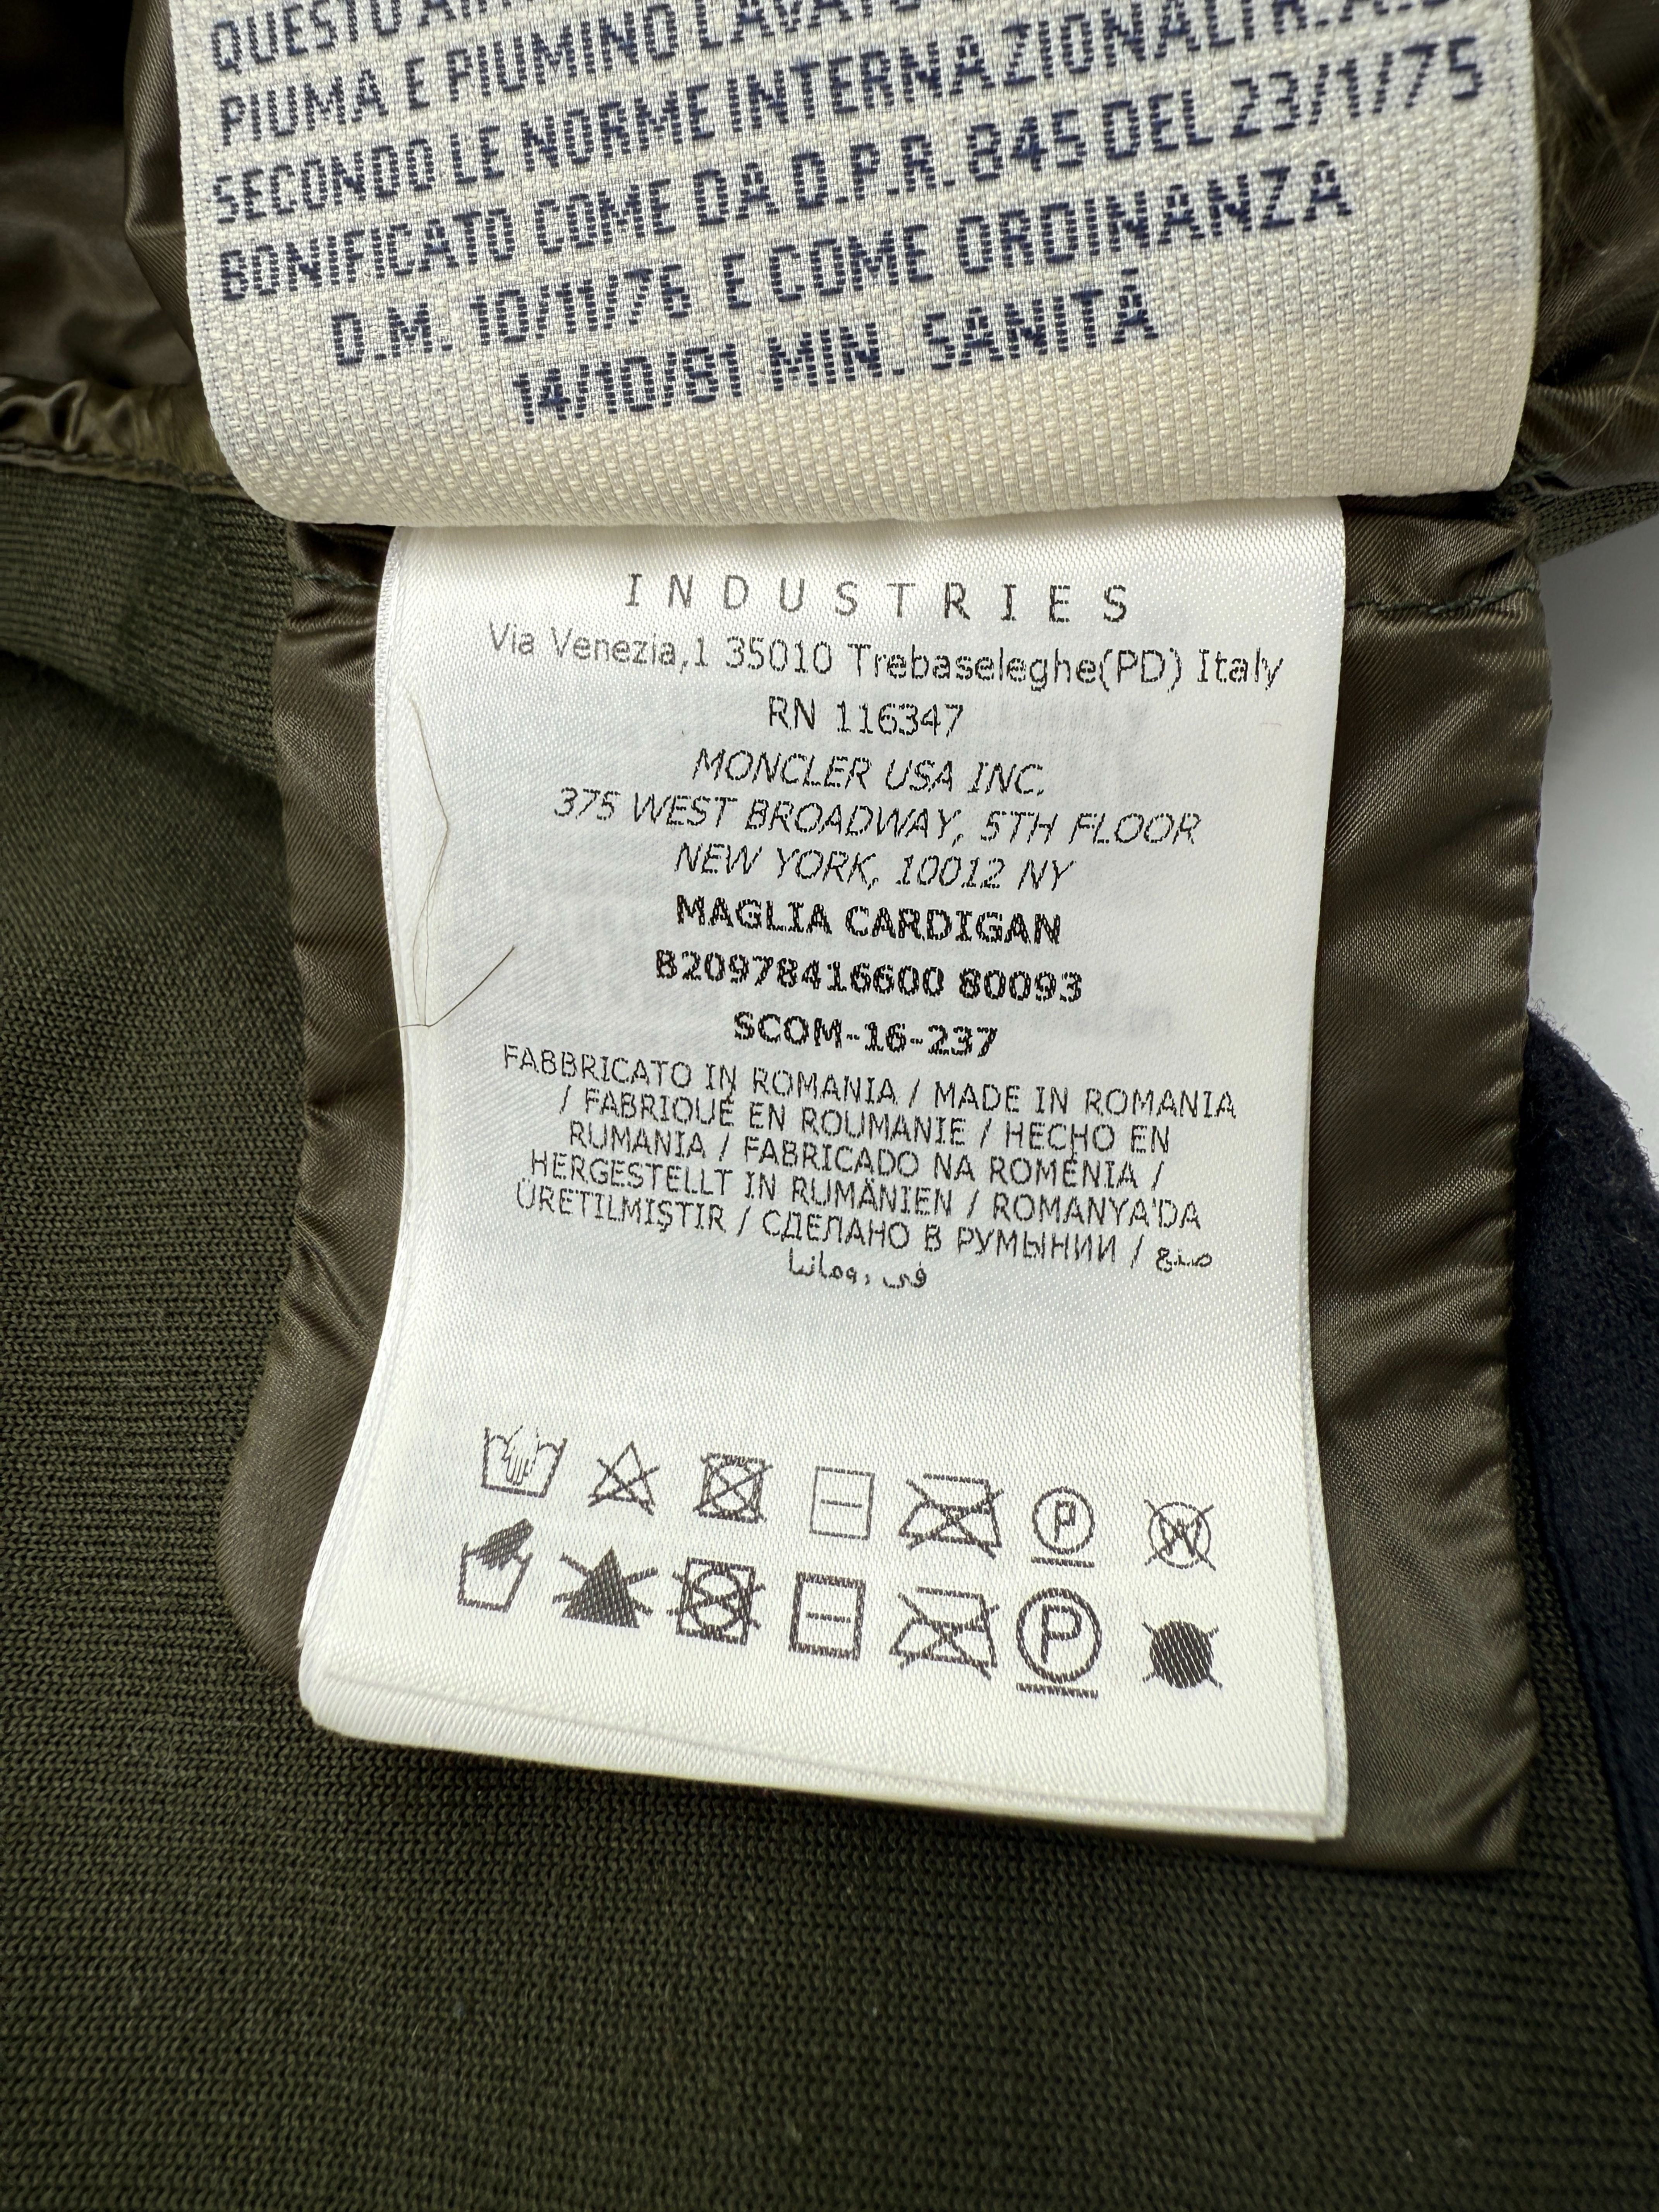 QUESTO
PIUMA E PIUMINO LAVATO
SECONDO LE NORME INTERNAZIONALI
BONIFICATO COME DA D.P.R. 845 DEL 23/1/75
D.M. 10/11/76 E COME ORDINANZA
14/10/81 MIN. SANITÀ
INDUSTRIES
Via Venezia,1 35010 Trebaseleghe(PD) Italy
RN 116347
MONCLER USA INC.
375 WEST BROADWAY, 5TH FLOOR
NEW YORK, 10012 NY
MAGLIA CARDIGAN
B20978416600 80093
SCOM-16-237
FABBRICATO IN ROMANIA / MADE IN ROMANIA
/ FABRIQUÉ EN ROUMANIE / HECHO EN
RUMANIA / FABRICADO NA ROMÉNIA /
HERGESTELLT IN RUMÄNIEN / ROMANYA'DA
ÜRETILMIŞTIR / СДЕЛАНО В РУМЫНИИ / صنع
في رومانيا
P W
P